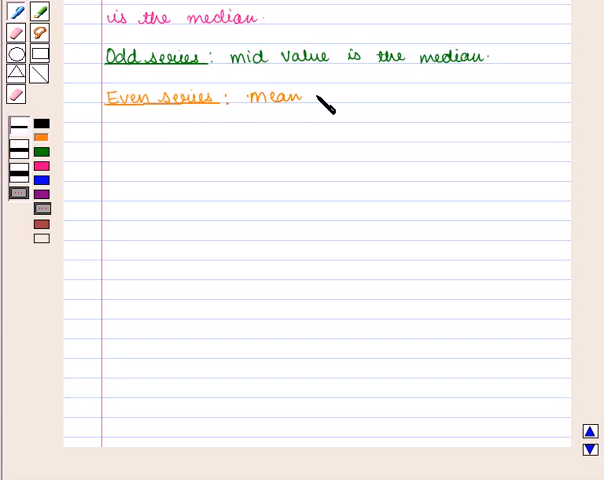 is the median.
Odd series : mid value is the median.
Even series : mean